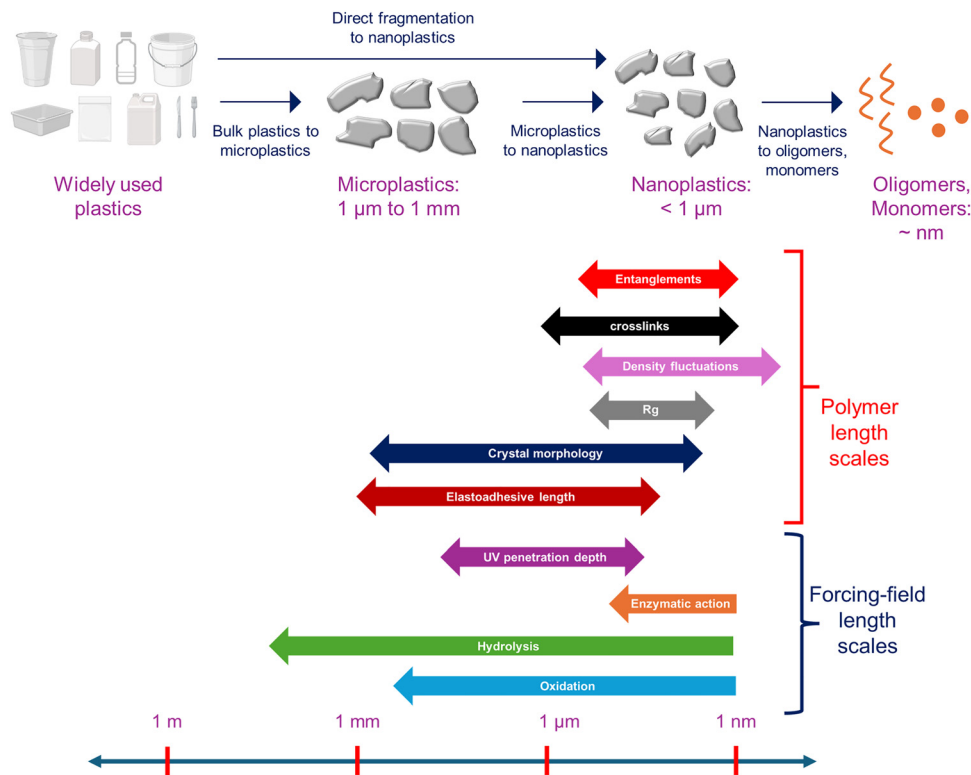 Direct fragmentation
to nanoplastics
Bulk plastics to
microplastics
Microplastics
to nanoplastics
Nanoplastics
to oligomers,
monomers
Widely used
plastics
Microplastics:
1 µm to 1 mm
Nanoplastics:
< 1 µm
Oligomers,
Monomers:
~ nm
Entanglements
crosslinks
Density fluctuations
Rg
Crystal morphology
Elastoadhesive length
Polymer
length
scales
UV penetration depth
Enzymatic action
Hydrolysis
Oxidation
Forcing-field
length
scales
1 m
1 mm
1 µm
1 nm